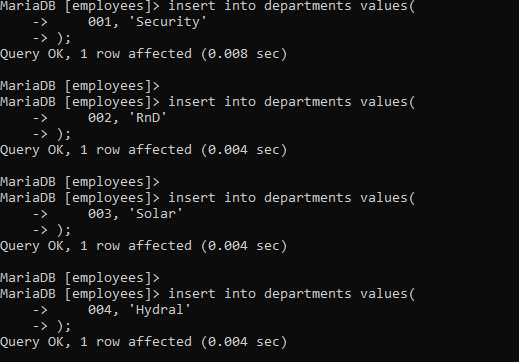 MariaDB [employees]> insert into departments values(
    ->     001, 'Security'
    -> );
Query OK, 1 row affected (0.008 sec)
MariaDB [employees]>
MariaDB [employees]> insert into departments values(
    ->     002, 'RnD'
    -> );
Query OK, 1 row affected (0.004 sec)
MariaDB [employees]>
MariaDB [employees]> insert into departments values(
    ->     003, 'Solar'
    -> );
Query OK, 1 row affected (0.004 sec)
MariaDB [employees]>
MariaDB [employees]> insert into departments values(
    ->     004, 'Hydral'
    -> );
Query OK, 1 row affected (0.004 sec)